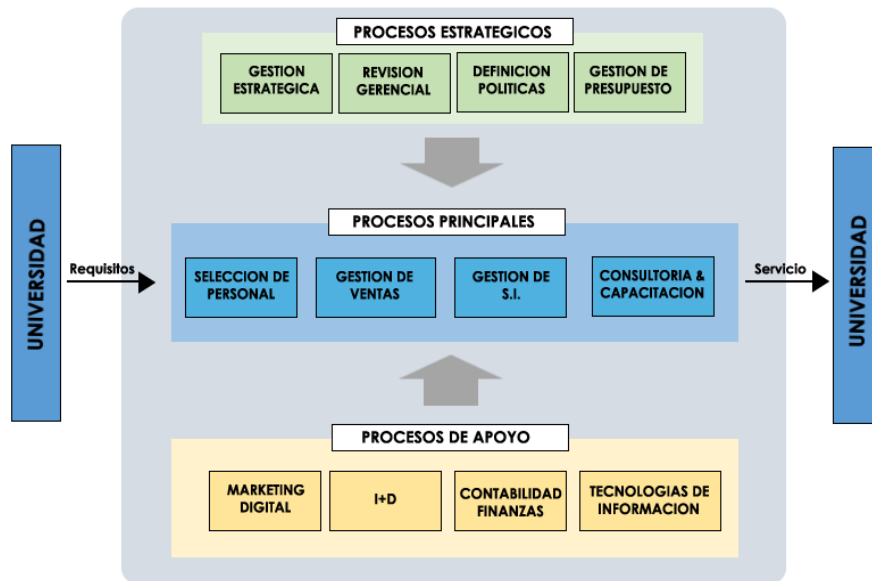 PROCESOS ESTRATEGICOS
GESTION
ESTRATEGICA
REVISION
GERENCIAL
DEFINICION
POLITICAS
GESTION DE
PRESUPUESTO
UNIVERSIDAD
Requisitos
PROCESOS PRINCIPALES
SELECCION DE
PERSONAL
GESTION DE
VENTAS
GESTION DE
S.I.
CONSULTORIA &
CAPACITACION
Servicio
UNIVERSIDAD
PROCESOS DE APOYO
MARKETING
DIGITAL
I+D
CONTABILIDAD
FINANZAS
TECNOLOGIAS DE
INFORMACION